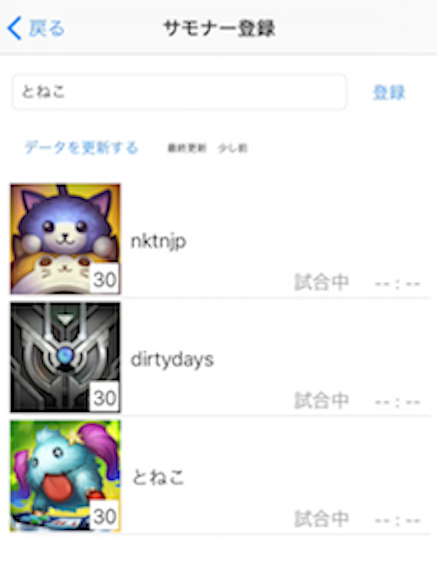 戻る サモナー登録
とねこ 登録
データを更新する 最終更新 少し前
nktnjp
30 試合中 --:--
dirtydays
30 試合中 --:--
とねこ
30 試合中 --:--